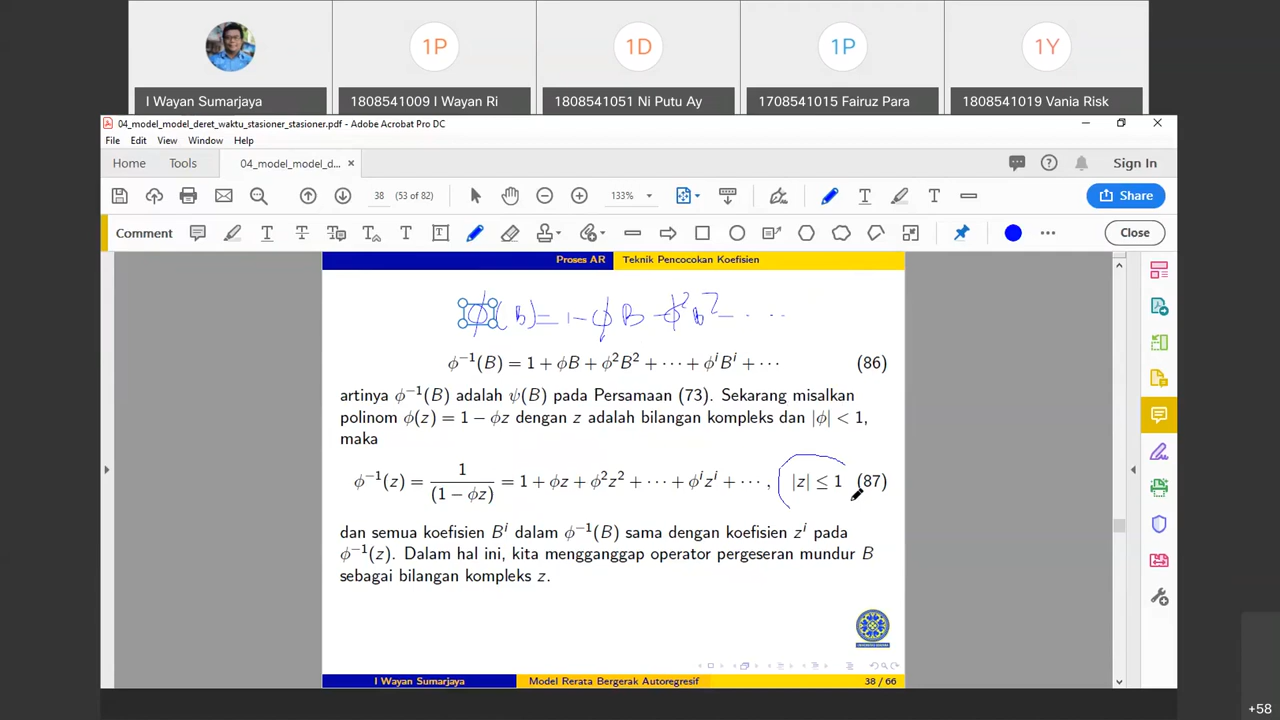 1P
1D
1P
1Y
I Wayan Sumarjaya
1808541009 I Wayan Ri
1808541051 Ni Putu Ay
1708541015 Fairuz Para
1808541019 Vania Risk
04_model_model_deret_waktu_stasioner_stasioner.pdf - Adobe Acrobat Pro DC
File Edit View Window Help
Home Tools 04_model_model_d... × Sign In
38 (53 of 82) 133% Share
Comment Close
Proses AR Teknik Pencocokan Koefisien
ϕ(B) = 1 - ϕB - ϕ²B² - ...
ϕ⁻¹(B) = 1 + ϕB + ϕ²B² + ⋯ + ϕⁱBⁱ + ⋯ (86)
artinya ϕ⁻¹(B) adalah ψ(B) pada Persamaan (73). Sekarang misalkan
polinom ϕ(z) = 1 − ϕz dengan z adalah bilangan kompleks dan |ϕ| < 1,
maka
ϕ⁻¹(z) = 1/(1 − ϕz) = 1 + ϕz + ϕ²z² + ⋯ + ϕⁱzⁱ + ⋯ , |z| ≤ 1 (87)
dan semua koefisien Bⁱ dalam ϕ⁻¹(B) sama dengan koefisien zⁱ pada
ϕ⁻¹(z). Dalam hal ini, kita mengganggap operator pergeseran mundur B
sebagai bilangan kompleks z.
I Wayan Sumarjaya Model Rerata Bergerak Autoregresif 38 / 66
+58